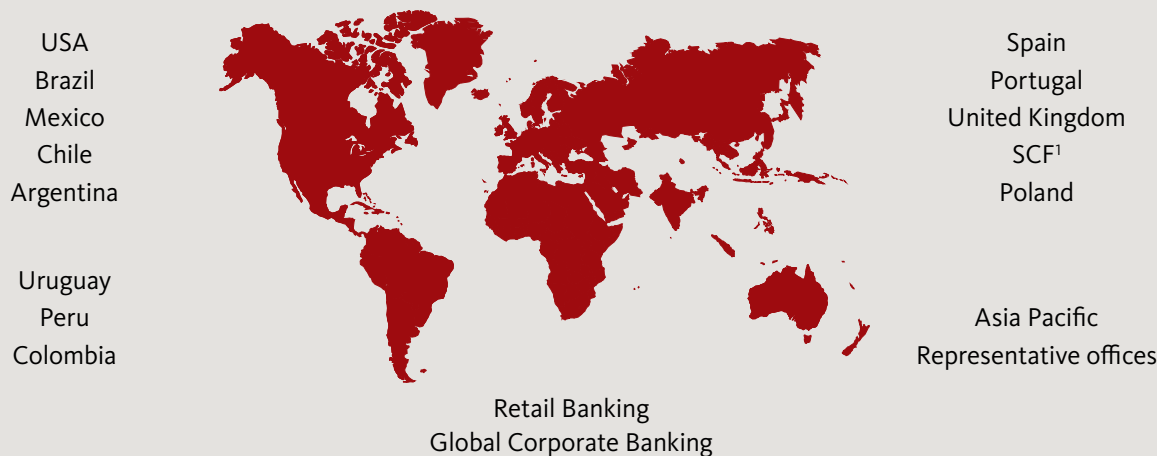 USA
Brazil
Mexico
Chile
Argentina
Uruguay
Peru
Colombia
Spain
Portugal
United Kingdom
SCF¹
Poland
Asia Pacific
Representative offices
Retail Banking
Global Corporate Banking